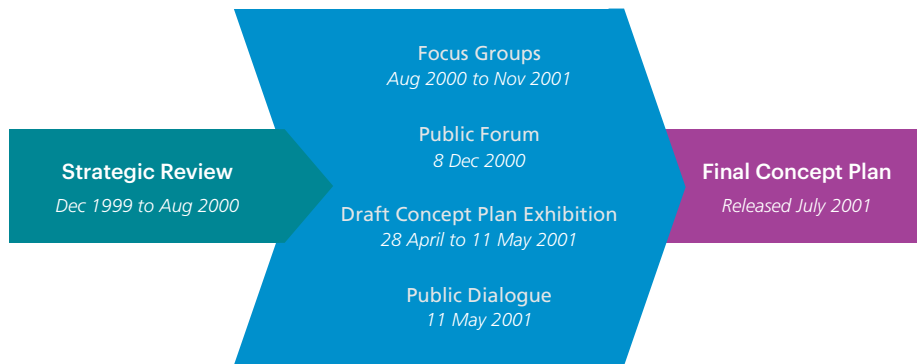 Strategic Review
Dec 1999 to Aug 2000
Focus Groups
Aug 2000 to Nov 2001
Public Forum
8 Dec 2000
Draft Concept Plan Exhibition
28 April to 11 May 2001
Public Dialogue
11 May 2001
Final Concept Plan
Released July 2001